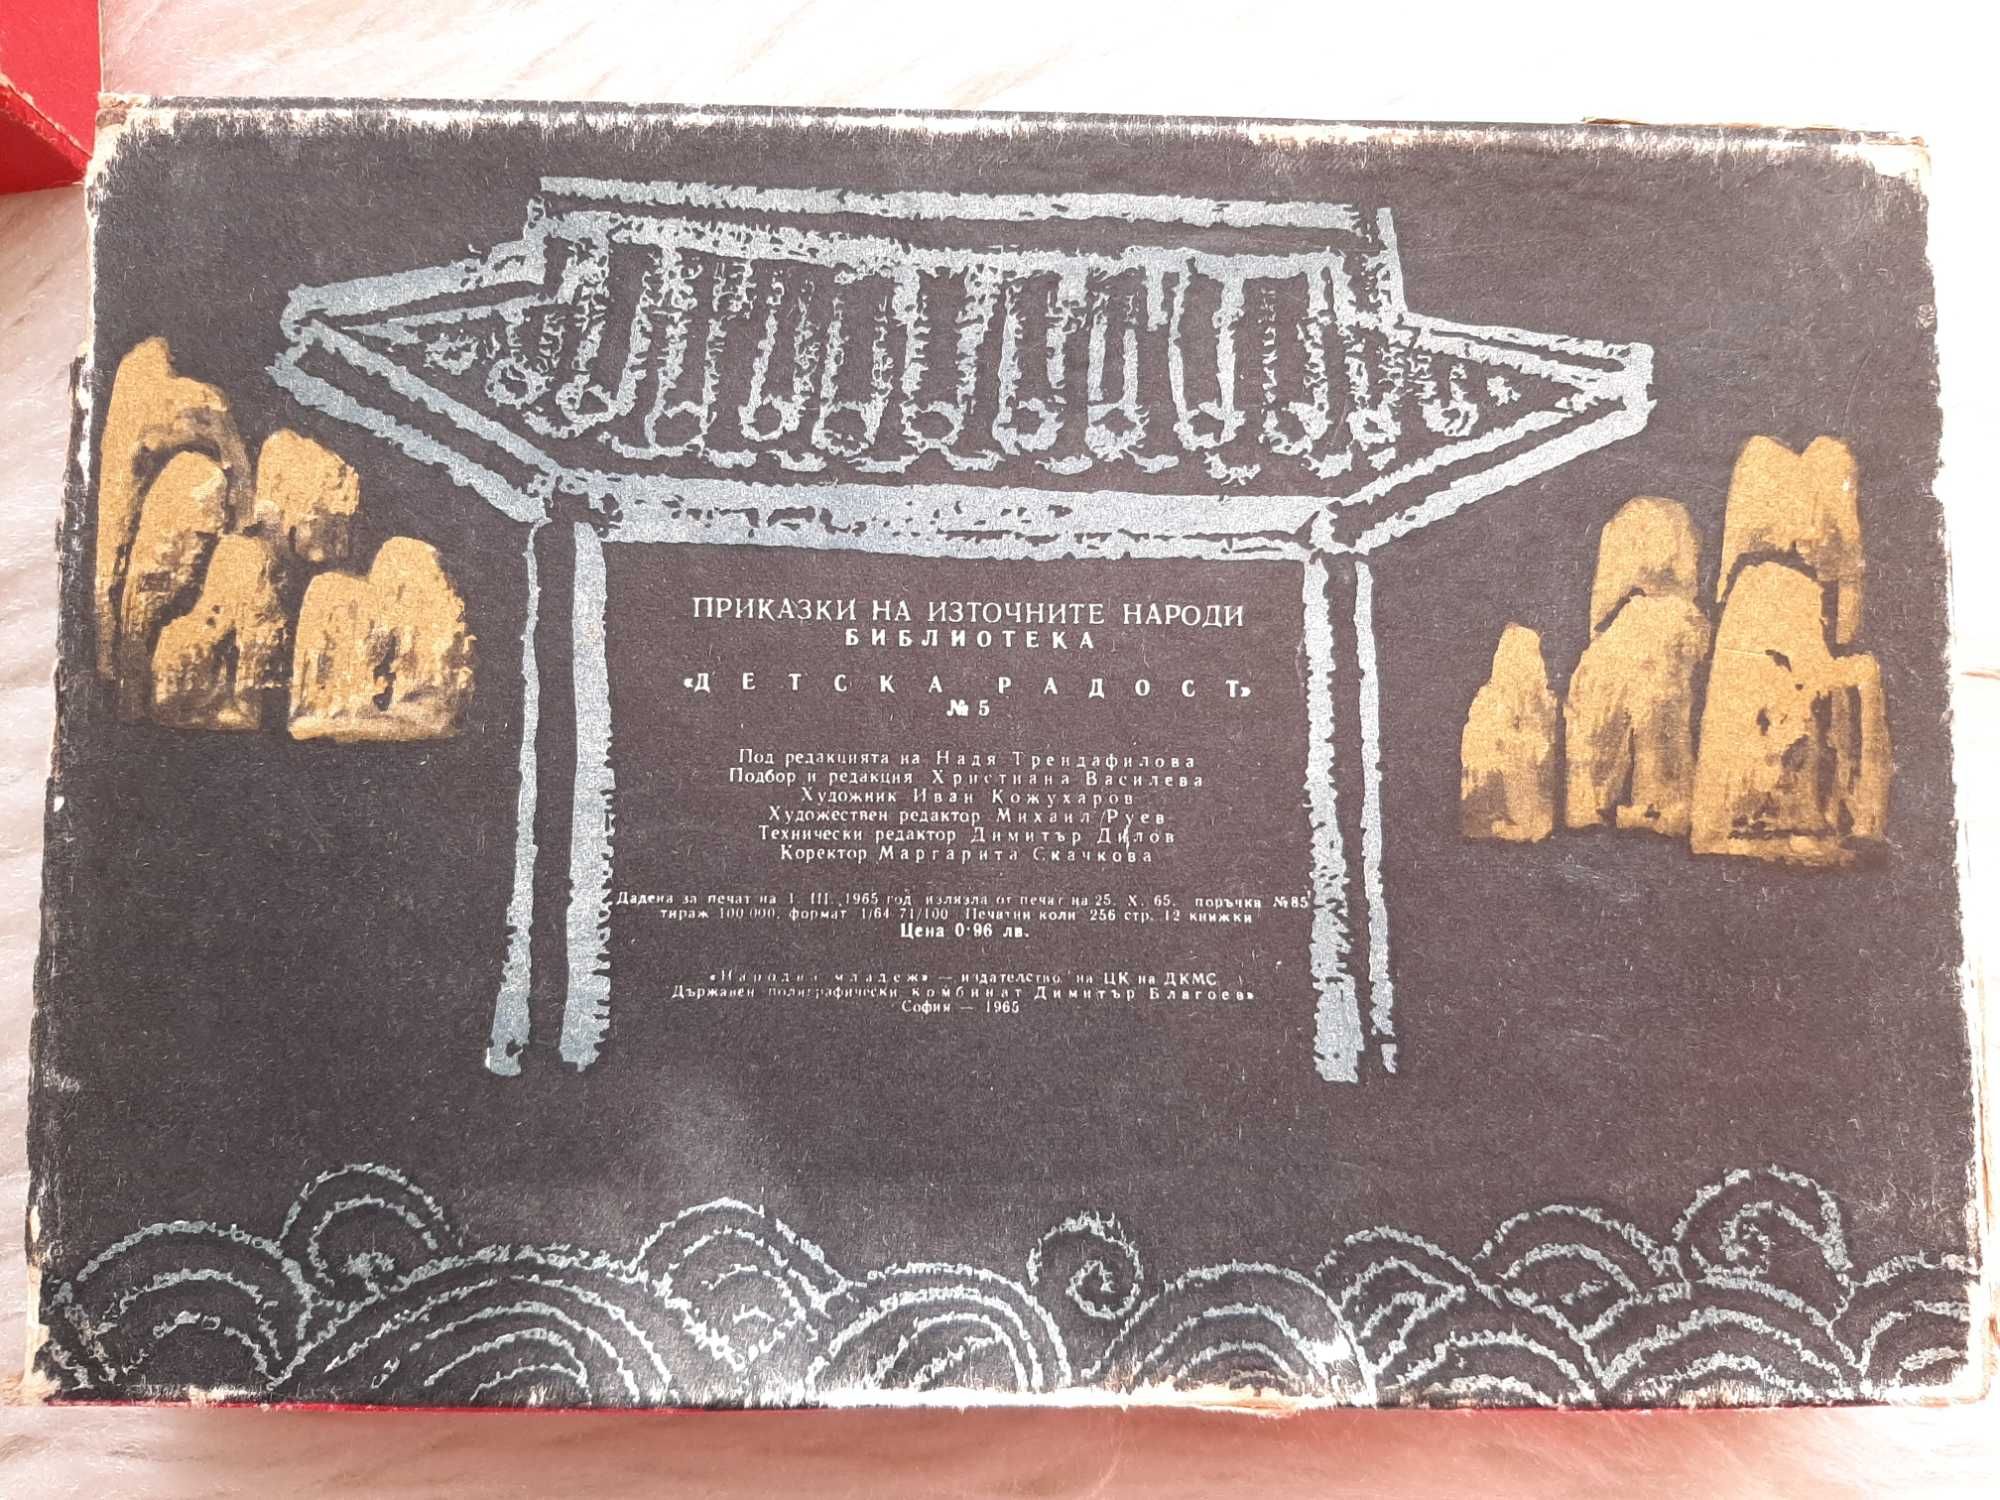 ПРИКАЗКИ НА ИЗТОЧНИТЕ НАРОДИ
БИБЛИОТЕКА
«ДЕТСКА РАДОСТ»
№ 5
Под редакцията на Надя Трендафилова
Подбор и редакция Христиана Василева
Художник Иван Кожухаров
Художествен редактор Михаил Руев
Технически редактор Димитър Дилов
Коректор Маргарита Скачкова
Дадена за печат на 1. III. 1965 год. излязла от печат на 25. X. 65. поръчка №85
тираж 100 000. формат 1/64 71/100 Печатни коли 256 стр. 12 книжки
Цена 0·96 лв.
«Народна младеж» — издателство на ЦК на ДКМС
Държавен полиграфически комбинат Димитър Благоев»
София — 1965